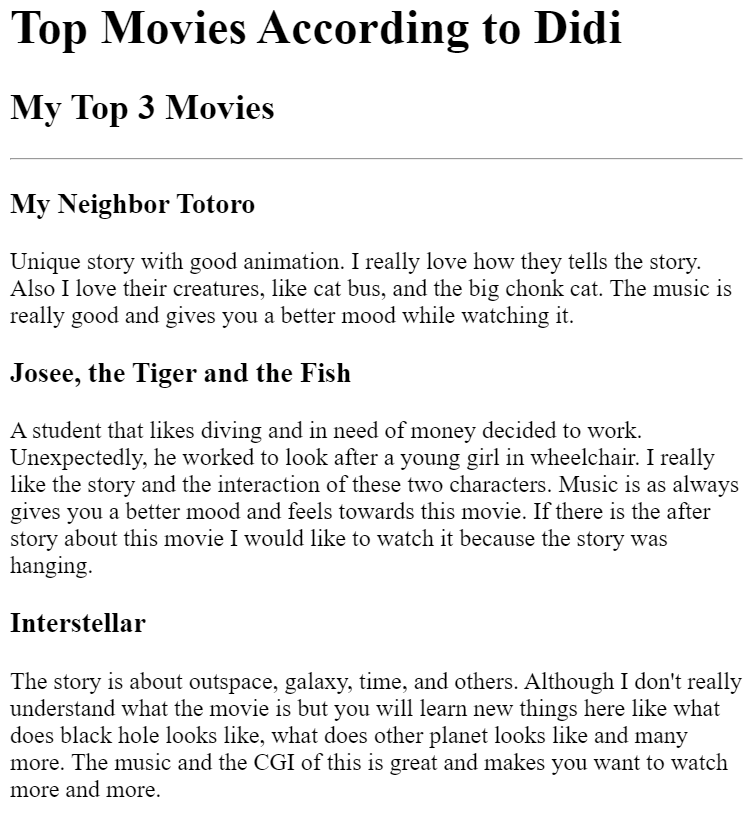 Top Movies According to Didi
My Top 3 Movies
My Neighbor Totoro
Unique story with good animation. I really love how they tells the story.
Also I love their creatures, like cat bus, and the big chonk cat. The music is
really good and gives you a better mood while watching it.
Josee, the Tiger and the Fish
A student that likes diving and in need of money decided to work.
Unexpectedly, he worked to look after a young girl in wheelchair. I really
like the story and the interaction of these two characters. Music is as always
gives you a better mood and feels towards this movie. If there is the after
story about this movie I would like to watch it because the story was
hanging.
Interstellar
The story is about outspace, galaxy, time, and others. Although I don't really
understand what the movie is but you will learn new things here like what
does black hole looks like, what does other planet looks like and many
more. The music and the CGI of this is great and makes you want to watch
more and more.